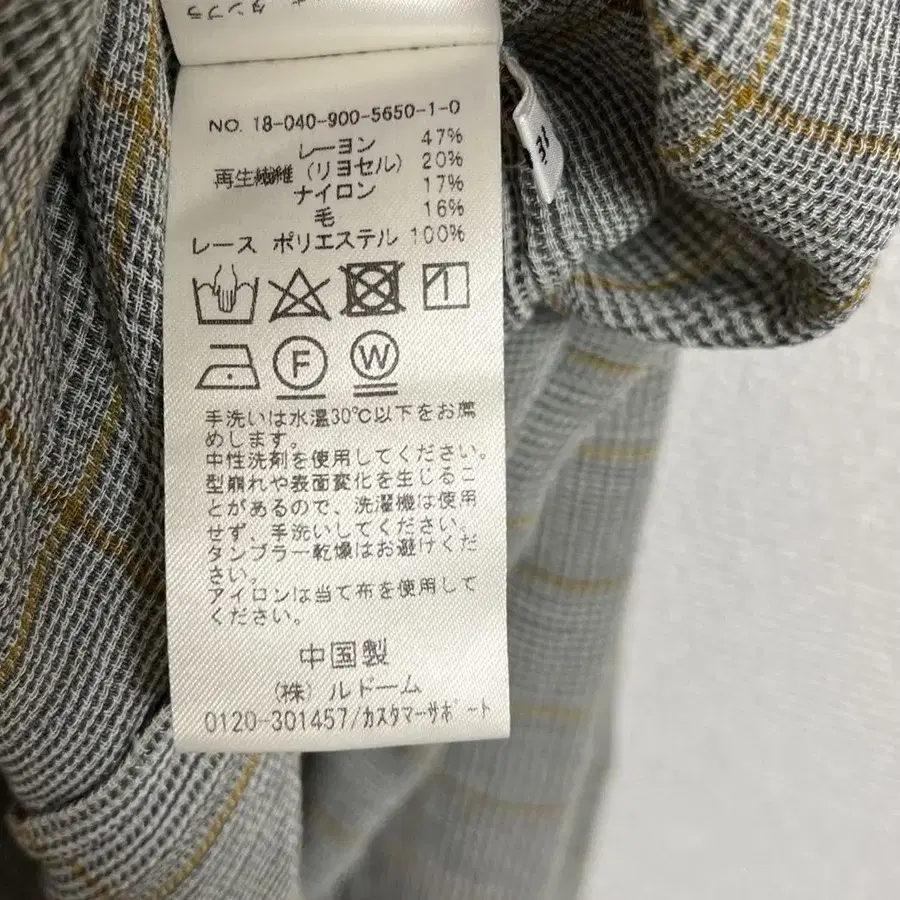 タンブラ
NO. 18-040-900-5650-1-0
レーヨン 47%
再生繊維 (リヨセル) 20%
ナイロン 17%
毛 16%
レース ポリエステル 100%
F W
手洗いは水温30℃以下をお薦
めします。
中性洗剤を使用してください。
型崩れや表面変化を生じるこ
とがあるので、洗濯機は使用
せず、手洗いしてください。
タンブラー乾燥はお避けくだ
さい。
アイロンは当て布を使用して
ください。
中国製
(株) ルドーム
0120-301457/カスタマーサポート